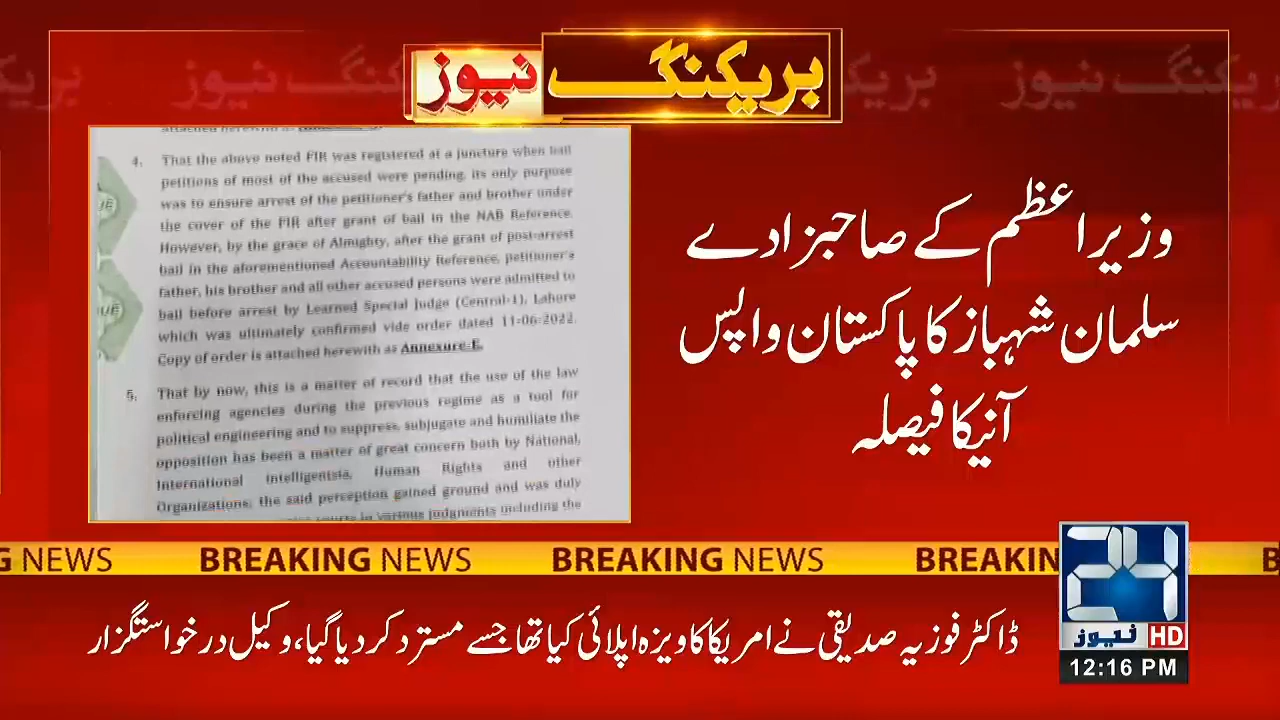 بریکنگ نیوز
4. That the above noted FIR was registered at a juncture when bail
petitions of most of the accused were pending, its only purpose
was to ensure arrest of the petitioner's father and brother under
the cover of the FIR after grant of bail in the NAB Reference.
However, by the grace of Almighty, after the grant of post-arrest
bail in the aforementioned Accountability Reference, petitioner's
father, his brother and all other accused persons were admitted to
bail before arrest by Learned Special Judge (Central-1), Lahore
which was ultimately confirmed vide order dated 11-06-2022.
Copy of order is attached herewith as Annexure-E.
5. That by now, this is a matter of record that the use of the law
enforcing agencies during the previous regime as a tool for
political engineering and to suppress, subjugate and humiliate the
opposition has been a matter of great concern both by National,
International Intelligentsia, Human Rights and other
Organizations; the said perception gained ground and was duly
courts in various judgments including the
وزیراعظم کے صاحبزادے
سلمان شہباز کا پاکستان واپس
آنیکا فیصلہ
BREAKING NEWS BREAKING NEWS BREAKING
ڈاکٹر فوزیہ صدیقی نے امریکا کا ویزہ اپلائی کیا تھا جسے مسترد کر دیا گیا، وکیل درخواستگزار
24
نیوز HD
12:16 PM